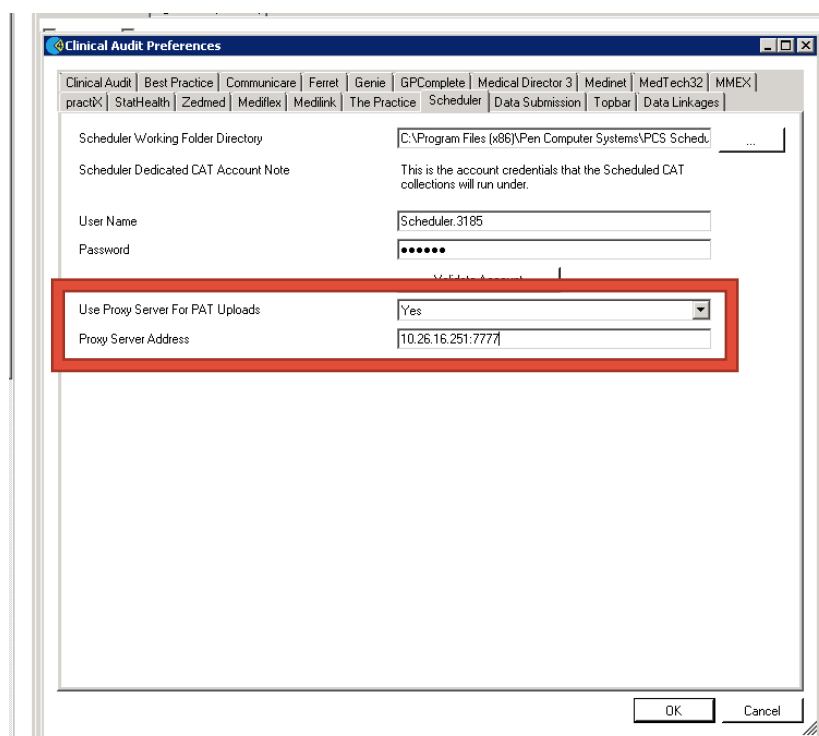 Clinical Audit Preferences
Clinical Audit Best Practice Communicare Ferret Genie GPComplete Medical Director 3 Medinet MedTech32 MMEX
practiX StatHealth Zedmed Mediflex Medilink The Practice Scheduler Data Submission Topbar Data Linkages
Scheduler Working Folder Directory C:\Program Files (x86)\Pen Computer Systems\PCS Schedu ...
Scheduler Dedicated CAT Account Note This is the account credentials that the Scheduled CAT
collections will run under.
User Name Scheduler.3185
Password ●●●●●●
Validate Account
Use Proxy Server For PAT Uploads Yes
Proxy Server Address 10.26.16.251:7777
OK Cancel